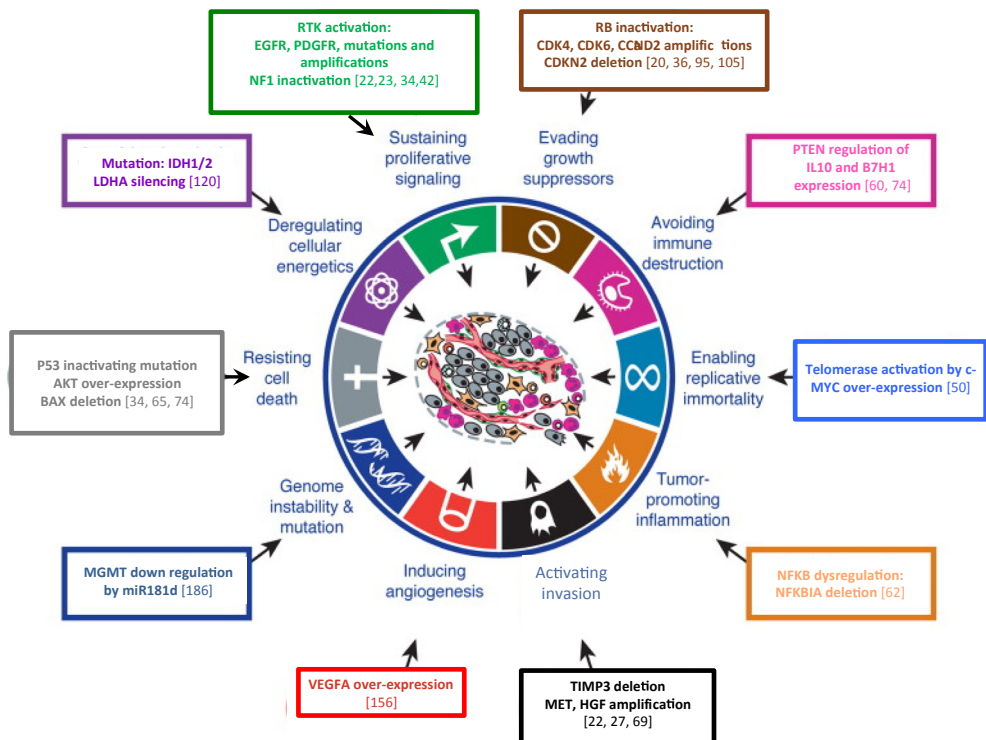 RTK activation:
EGFR, PDGFR, mutations and
amplifications
NF1 inactivation [22,23, 34,42]
RB inactivation:
CDK4, CDK6, CCND2 amplific tions
CDKN2 deletion [20, 36, 95, 105]
Mutation: IDH1/2
LDHA silencing [120]
Sustaining
proliferative
signaling
Evading
growth
suppressors
PTEN regulation of
IL10 and B7H1
expression [60, 74]
Deregulating
cellular
energetics
Avoiding
immune
destruction
P53 inactivating mutation
AKT over-expression
BAX deletion [34, 65, 74]
Resisting
cell
death
Enabling
replicative
immortality
Telomerase activation by c-
MYC over-expression [50]
Genome
instability &
mutation
Tumor-
promoting
inflammation
MGMT down regulation
by miR181d [186]
Inducing
angiogenesis
Activating
invasion
NFKB dysregulation:
NFKBIA deletion [62]
VEGFA over-expression
[156]
TIMP3 deletion
MET, HGF amplification
[22, 27, 69]